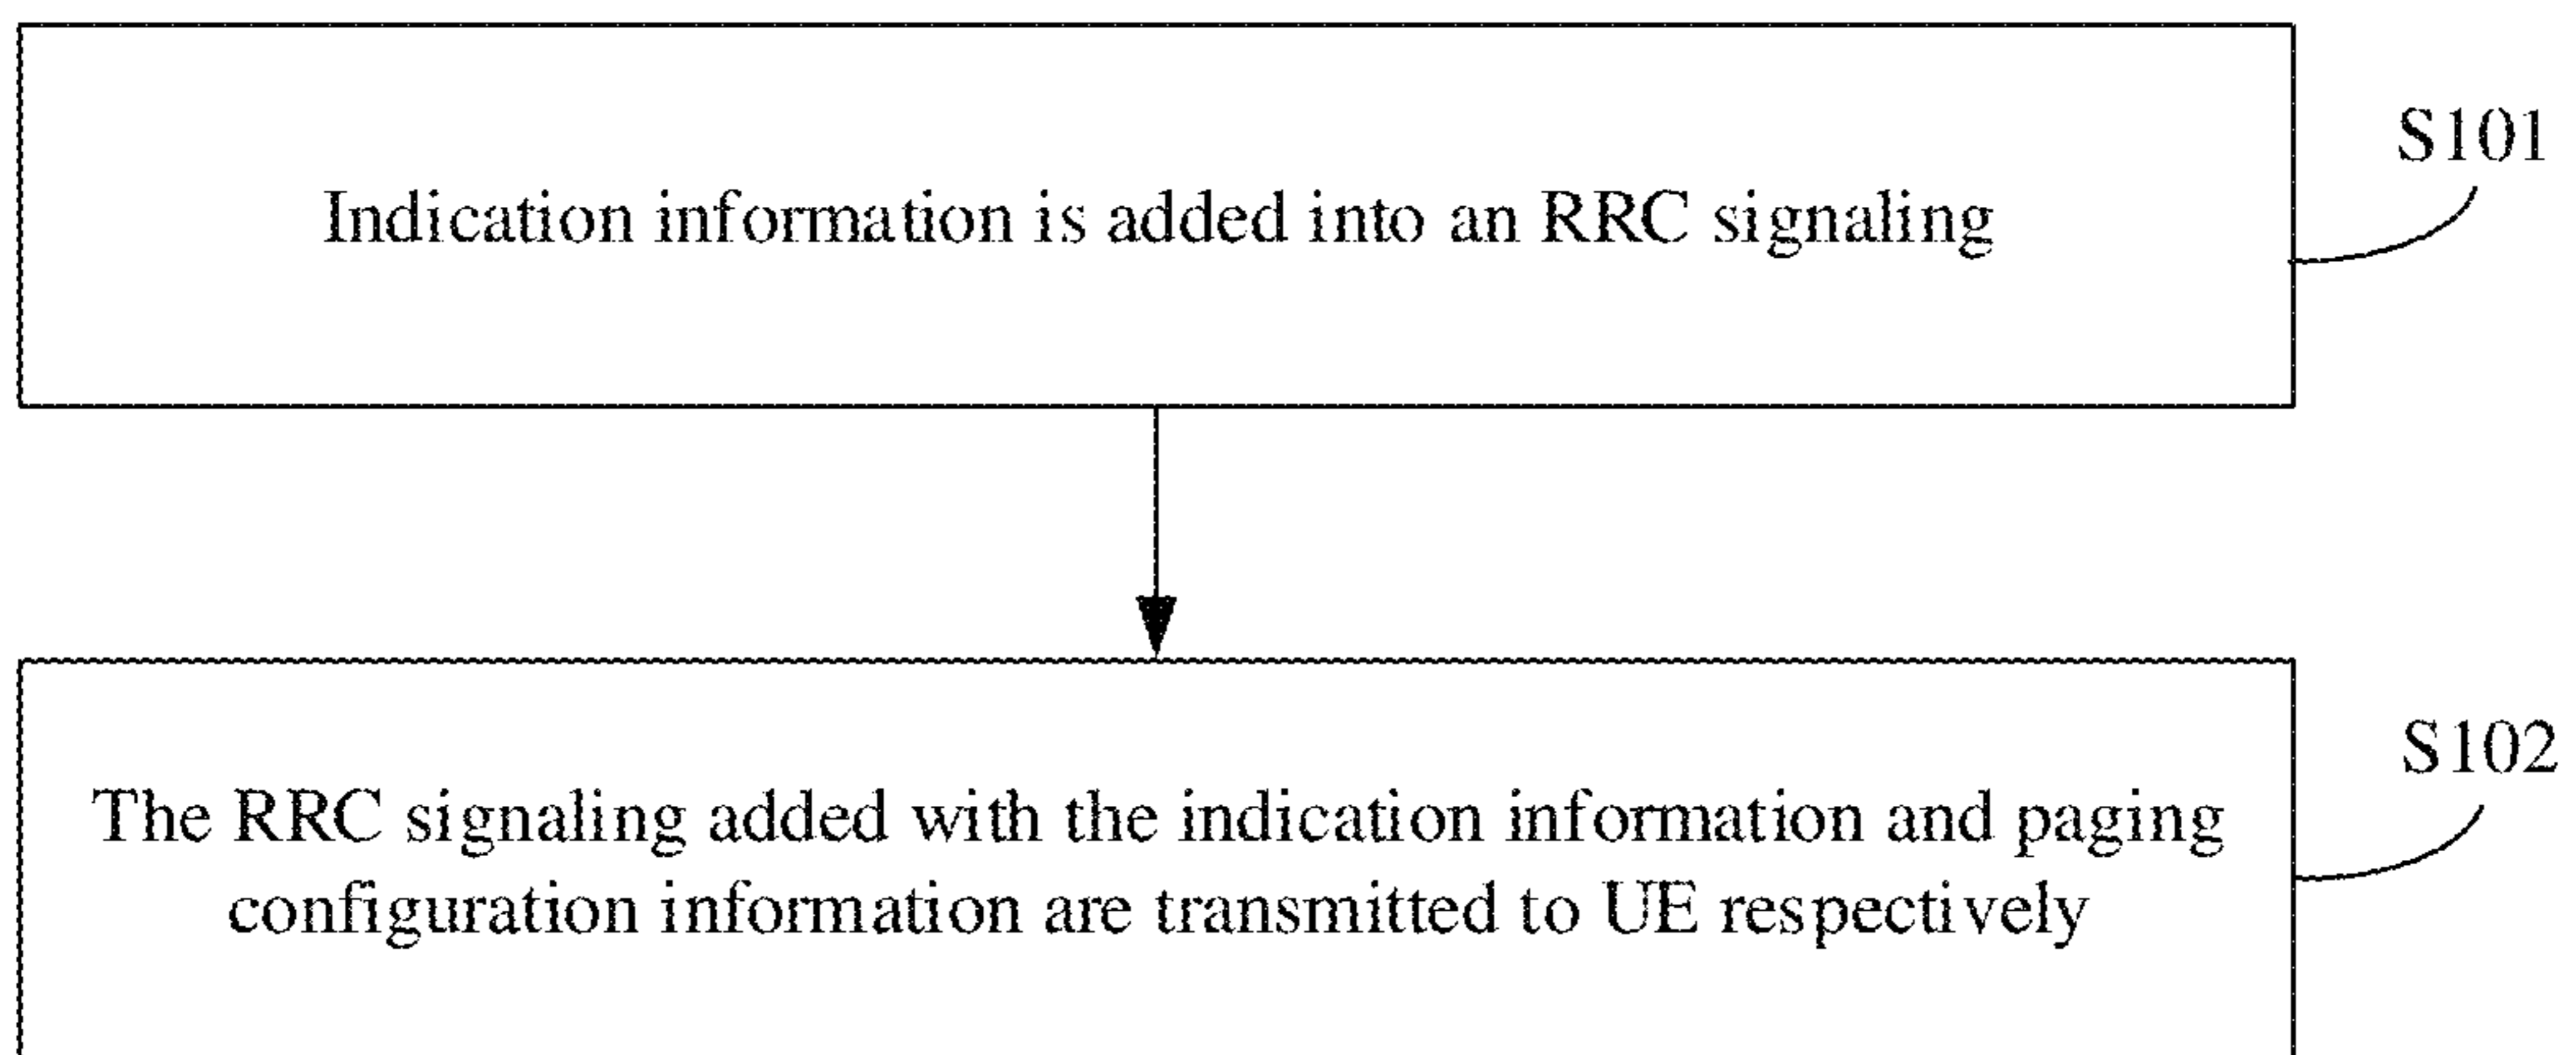 Indication information is added into an RRC signaling
S101
The RRC signaling added with the indication information and paging
configuration information are transmitted to UE respectively
S102